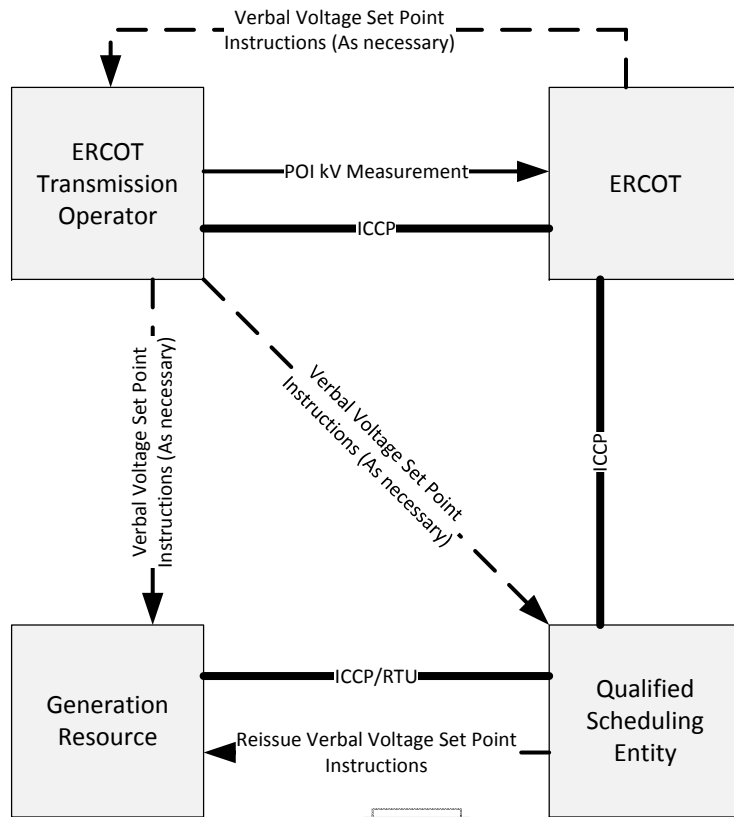 Verbal Voltage Set Point
Instructions (As necessary)
ERCOT
Transmission
Operator
POI kV Measurement
ICCP
ERCOT
Verbal Voltage Set Point
Instructions (As necessary)
Verbal Voltage Set Point
Instructions (As necessary)
ICCP
Generation
Resource
ICCP/RTU
Reissue Verbal Voltage Set Point
Instructions
Qualified
Scheduling
Entity